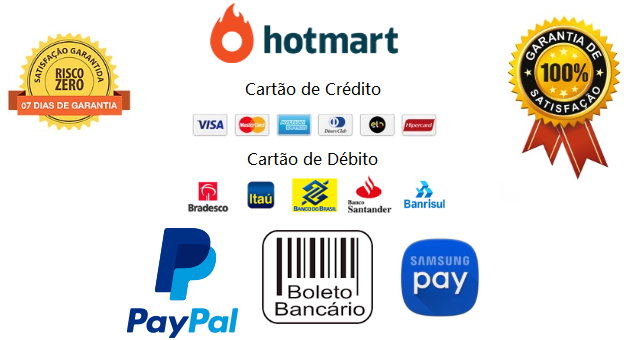 hotmart
SATISFAÇÃO GARANTIDA
RISCO
ZERO
07 DIAS DE GARANTIA
GARANTIA DE
100%
SATISFAÇÃO
Cartão de Crédito
VISA
MasterCard
AMERICAN
EXPRESS
Diners Club
elo
Hipercard
Cartão de Débito
Bradesco
Itaú
BANCO DO BRASIL
Banco
Santander
Banrisul
PayPal
Boleto
Bancário
SAMSUNG
pay